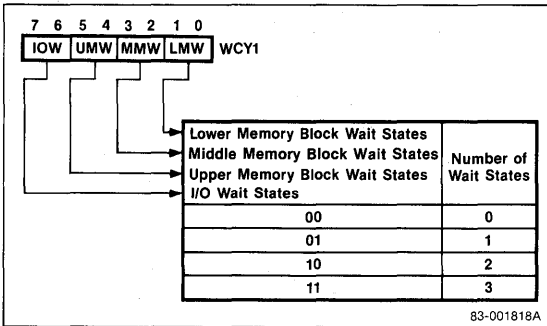 7 6 5 4 3 2 1 0
IOW UMW MMW LMW WCY1
Lower Memory Block Wait States
Middle Memory Block Wait States
Upper Memory Block Wait States
I/O Wait States
Number of
Wait States
00 0
01 1
10 2
11 3
83-001818A